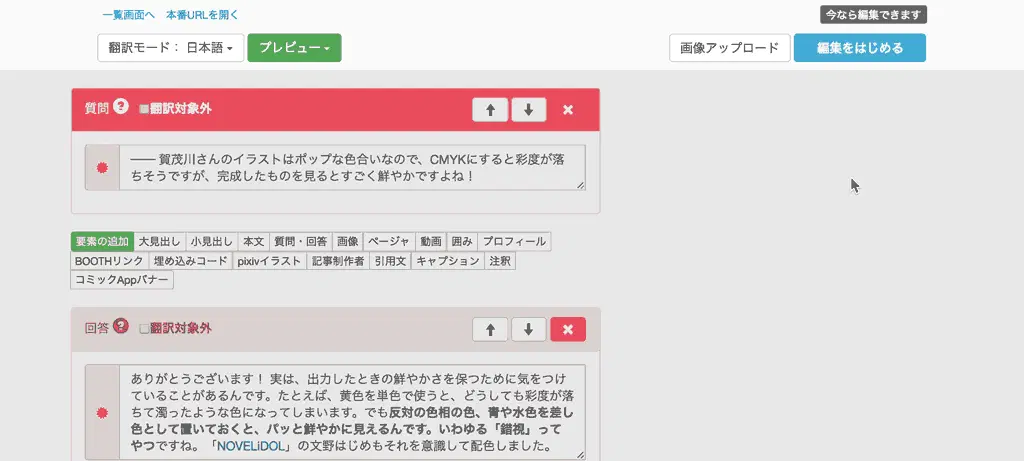 一覧画面へ 本番URLを開く
今なら編集できます
翻訳モード： 日本語
プレビュー
画像アップロード
編集をはじめる
質問 ? 翻訳対象外
―― 賀茂川さんのイラストはポップな色合いなので、CMYKにすると彩度が落
ちそうですが、完成したものを見るとすごく鮮やかですよね！
要素の追加 大見出し 小見出し 本文 質問・回答 画像 ページャ 動画 囲み プロフィール
BOOTHリンク 埋め込みコード pixivイラスト 記事制作者 引用文 キャプション 注釈
コミックAppバナー
回答 ? 翻訳対象外
ありがとうございます！ 実は、出力したときの鮮やかさを保つために気をつけ
ていることがあるんです。たとえば、黄色を単色で使うと、どうしても彩度が落
ちて濁ったような色になってしまいます。でも反対の色相の色、青や水色を差し
色として置いておくと、パッと鮮やかに見えるんです。いわゆる「錯視」って
やつですね。「NOVELiDOL」の文野はじめもそれを意識して配色しました。